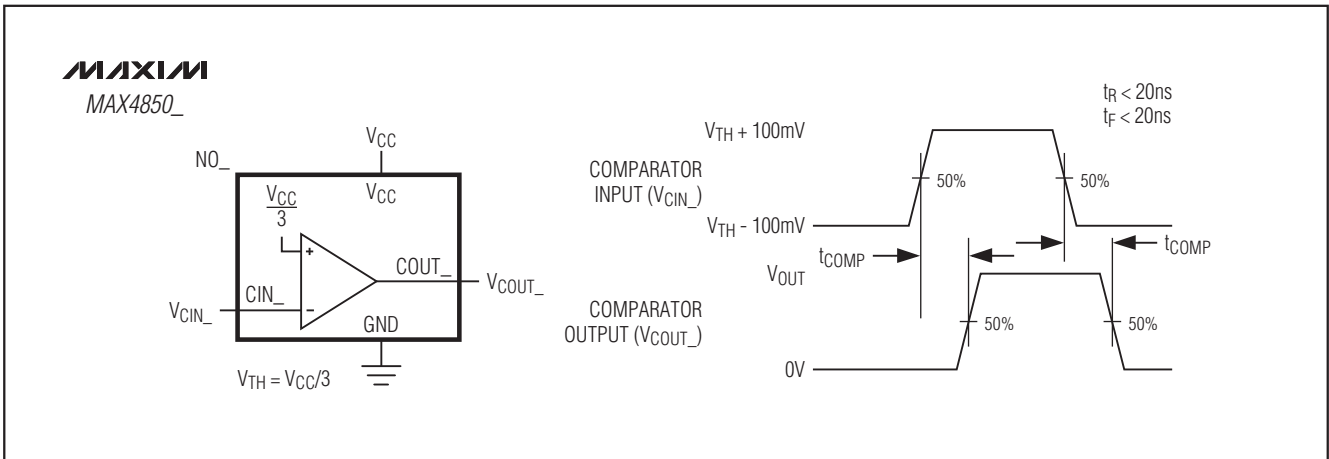 MAXIM
MAX4850_
NO_
VCC
VCC
VCC
3
+
CIN_
-
COUT_
VCIN_
VCOUT_
GND
VTH = VCC/3
tR < 20ns
tF < 20ns
VTH + 100mV
COMPARATOR
INPUT (VCIN_)
50%
50%
VTH - 100mV
tCOMP
tCOMP
VOUT
COMPARATOR
OUTPUT (VCOUT_)
50%
50%
0V